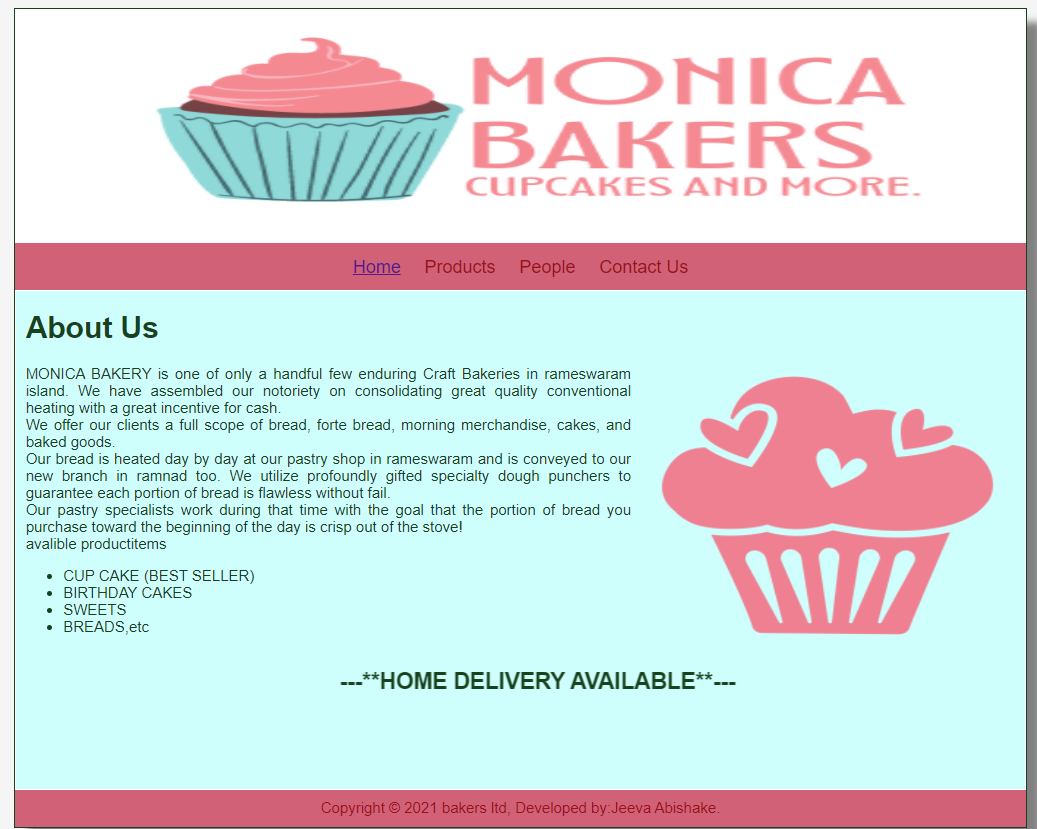 MONICA
BAKERS
CUPCAKES AND MORE.
Home Products People Contact Us
About Us
MONICA BAKERY is one of only a handful few enduring Craft Bakeries in rameswaram
island. We have assembled our notoriety on consolidating great quality conventional
heating with a great incentive for cash.
We offer our clients a full scope of bread, forte bread, morning merchandise, cakes, and
baked goods.
Our bread is heated day by day at our pastry shop in rameswaram and is conveyed to our
new branch in ramnad too. We utilize profoundly gifted specialty dough punchers to
guarantee each portion of bread is flawless without fail.
Our pastry specialists work during that time with the goal that the portion of bread you
purchase toward the beginning of the day is crisp out of the stove!
avalible productitems
• CUP CAKE (BEST SELLER)
• BIRTHDAY CAKES
• SWEETS
• BREADS,etc
---**HOME DELIVERY AVAILABLE**---
Copyright © 2021 bakers ltd, Developed by:Jeeva Abishake.